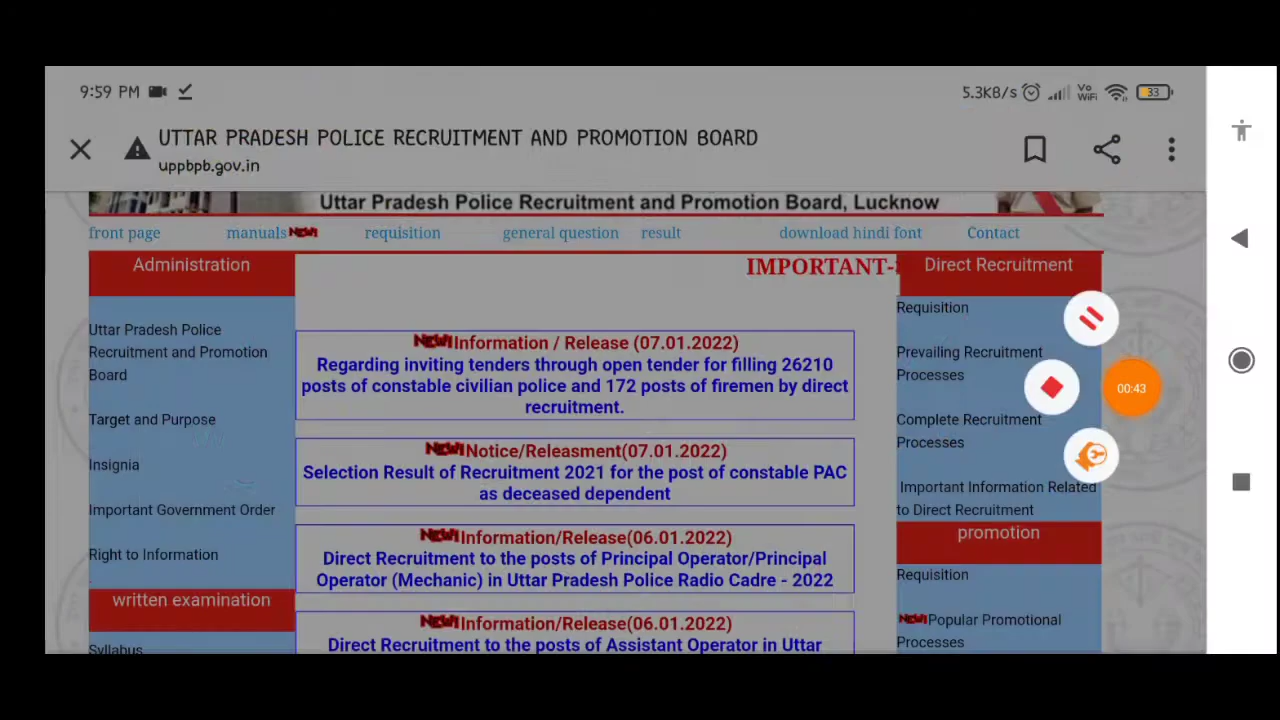 9:59 PM
5.3KB/s
Vo
WiFi
33
UTTAR PRADESH POLICE RECRUITMENT AND PROMOTION BOARD
uppbpb.gov.in
Uttar Pradesh Police Recruitment and Promotion Board, Lucknow
front page manuals NEW! requisition general question result download hindi font Contact
Administration
Uttar Pradesh Police
Recruitment and Promotion
Board
Target and Purpose
Insignia
Important Government Order
Right to Information
written examination
Syllabus
IMPORTANT-
NEW! Information / Release (07.01.2022)
Regarding inviting tenders through open tender for filling 26210
posts of constable civilian police and 172 posts of firemen by direct
recruitment.
NEW! Notice/Releasment(07.01.2022)
Selection Result of Recruitment 2021 for the post of constable PAC
as deceased dependent
NEW! Information/Release(06.01.2022)
Direct Recruitment to the posts of Principal Operator/Principal
Operator (Mechanic) in Uttar Pradesh Police Radio Cadre - 2022
NEW! Information/Release(06.01.2022)
Direct Recruitment to the posts of Assistant Operator in Uttar
Direct Recruitment
Requisition
Prevailing Recruitment
Processes
Complete Recruitment
Processes
Important Information Related
to Direct Recruitment
promotion
Requisition
NEW! Popular Promotional
Processes
00:43